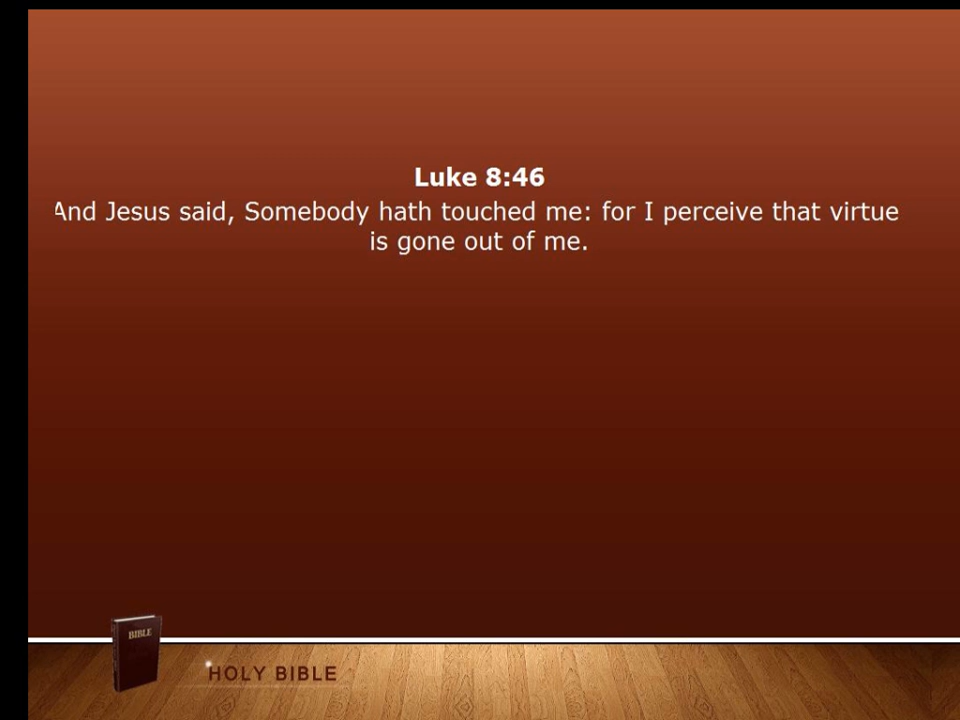 Luke 8:46
And Jesus said, Somebody hath touched me: for I perceive that virtue
is gone out of me.
BIBLE
HOLY BIBLE